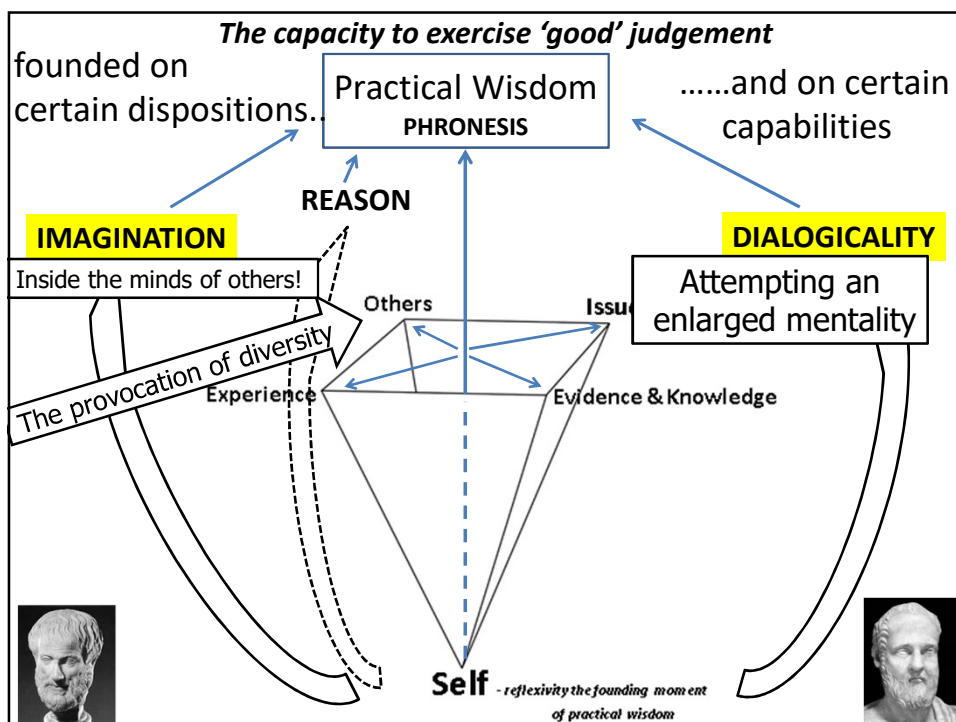 The capacity to exercise ‘good’ judgement
founded on
certain dispositions..
Practical Wisdom
PHRONESIS
……and on certain
capabilities
REASON
IMAGINATION
DIALOGICALITY
Inside the minds of others!
Attempting an
enlarged mentality
Others
The provocation of diversity
Experience
Evidence & Knowledge
Self - reflexivity the founding moment
of practical wisdom